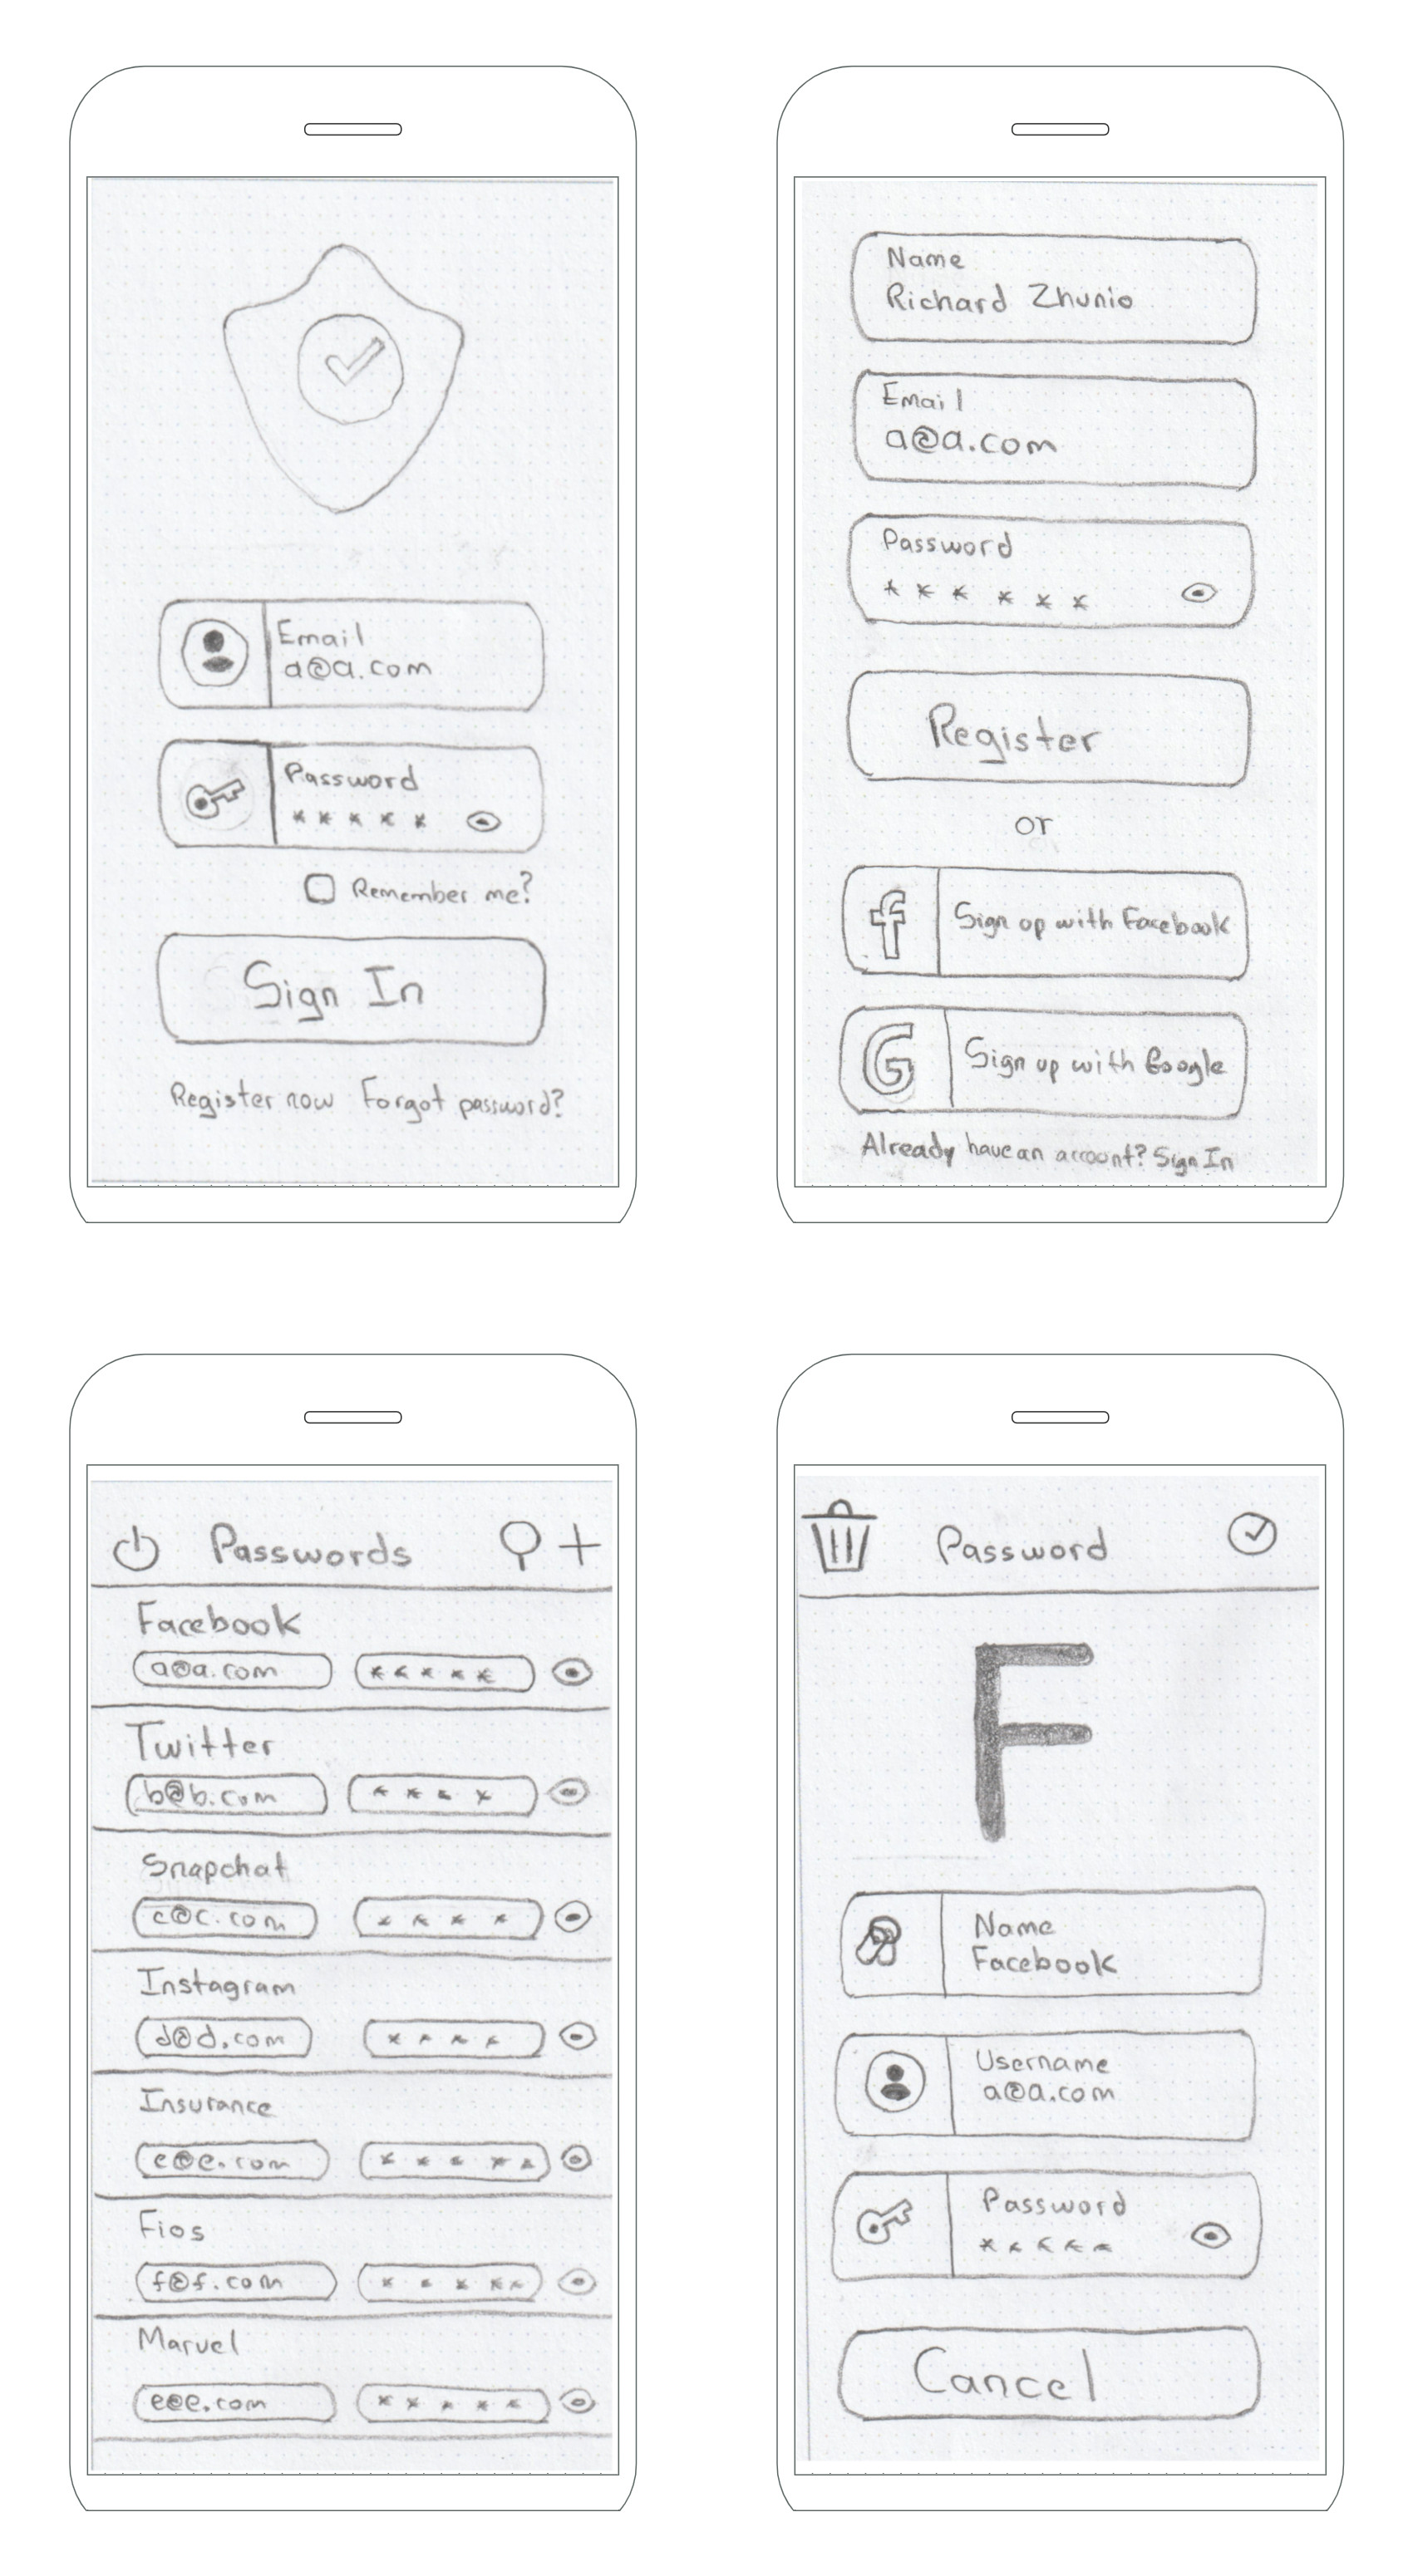 Email
a@a.com
Password
* * * * *
Remember me?
Sign In
Register now Forgot password?
Name
Richard Zhunio
Email
a@a.com
Password
* * * * * *
Register
or
f Sign up with Facebook
G Sign up with Google
Already have an account? Sign In
Passwords
Facebook
a@a.com * * * * *
Twitter
b@b.com * * * *
Snapchat
c@c.com * * * *
Instagram
d@d.com * * * *
Insurance
e@e.com * * * * *
Fios
f@f.com * * * * *
Marvel
e@e.com * * * * *
Password
F
Name
Facebook
Username
a@a.com
Password
* * * * *
Cancel